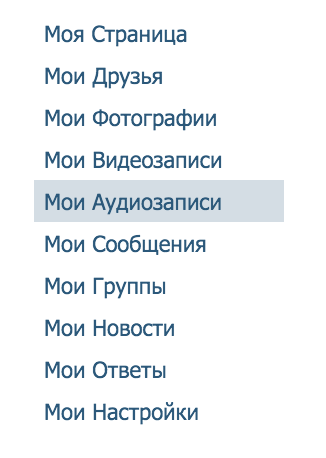 Моя Страница
Мои Друзья
Мои Фотографии
Мои Видеозаписи
Мои Аудиозаписи
Мои Сообщения
Мои Группы
Мои Новости
Мои Ответы
Мои Настройки